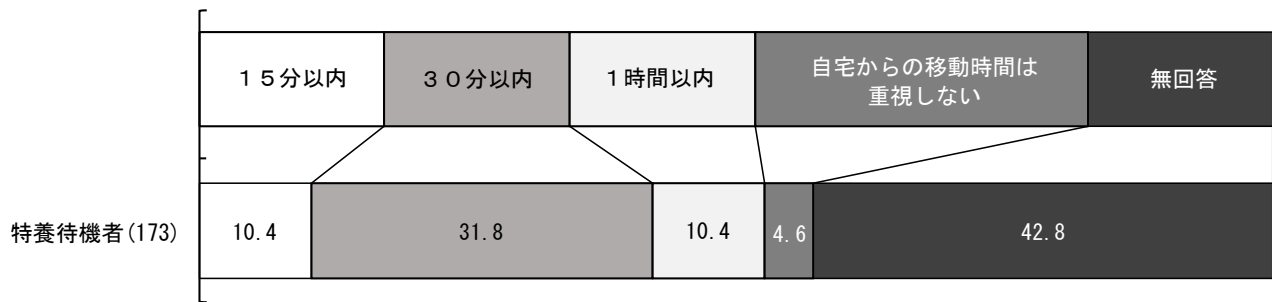 １５分以内
３０分以内
１時間以内
自宅からの移動時間は
重視しない
無回答
特養待機者(173)
10.4
31.8
10.4
4.6
42.8